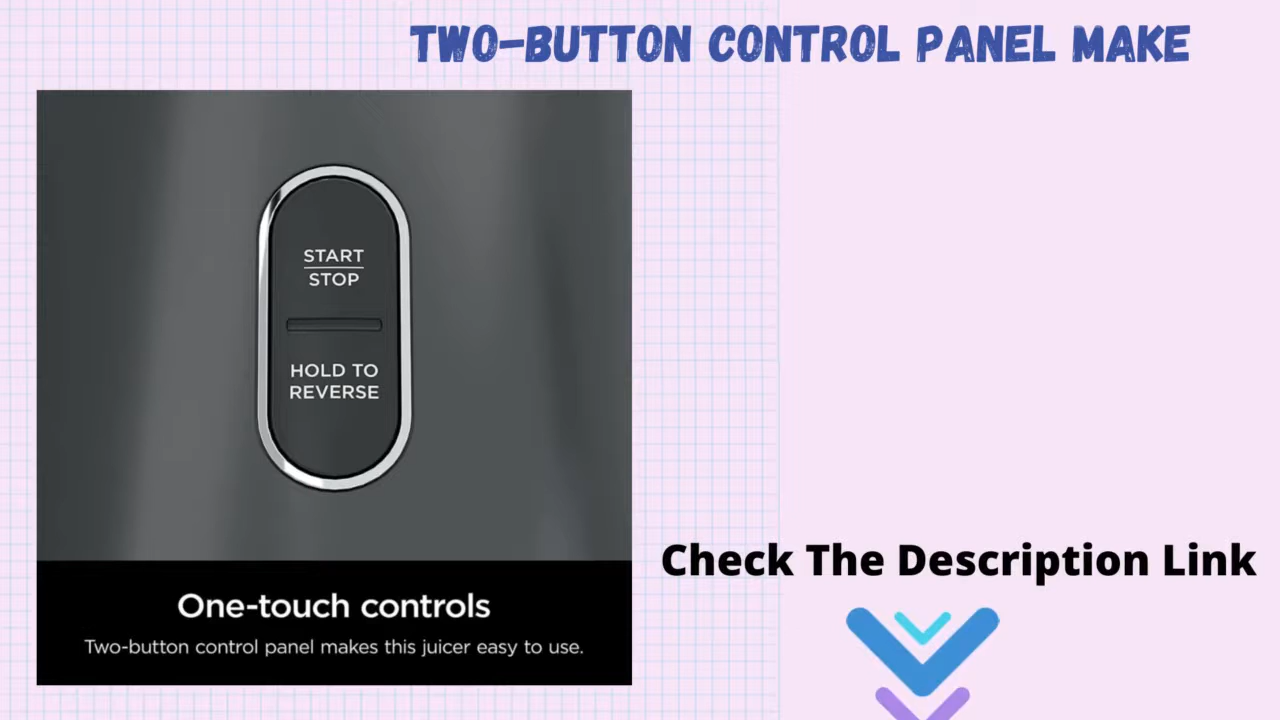 TWO-BUTTON CONTROL PANEL MAKE
START
STOP
HOLD TO
REVERSE
One-touch controls
Two-button control panel makes this juicer easy to use.
Check The Description Link